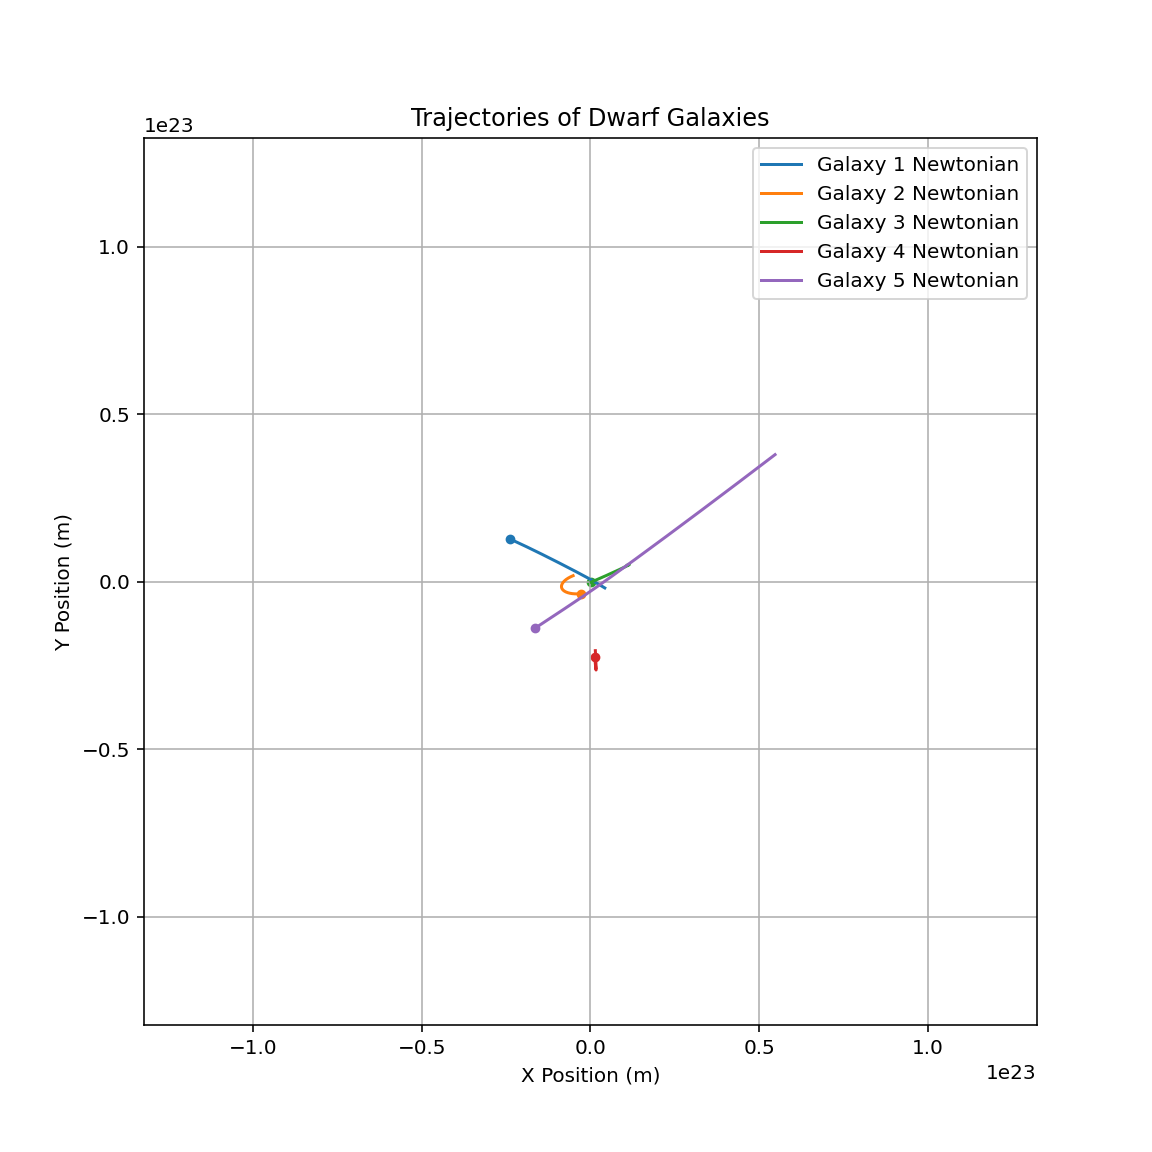 Trajectories of Dwarf Galaxies
1e23
Galaxy 1 Newtonian
Galaxy 2 Newtonian
Galaxy 3 Newtonian
Galaxy 4 Newtonian
Galaxy 5 Newtonian
1.0
0.5
0.0
−0.5
−1.0
Y Position (m)
−1.0 −0.5 0.0 0.5 1.0
1e23
X Position (m)